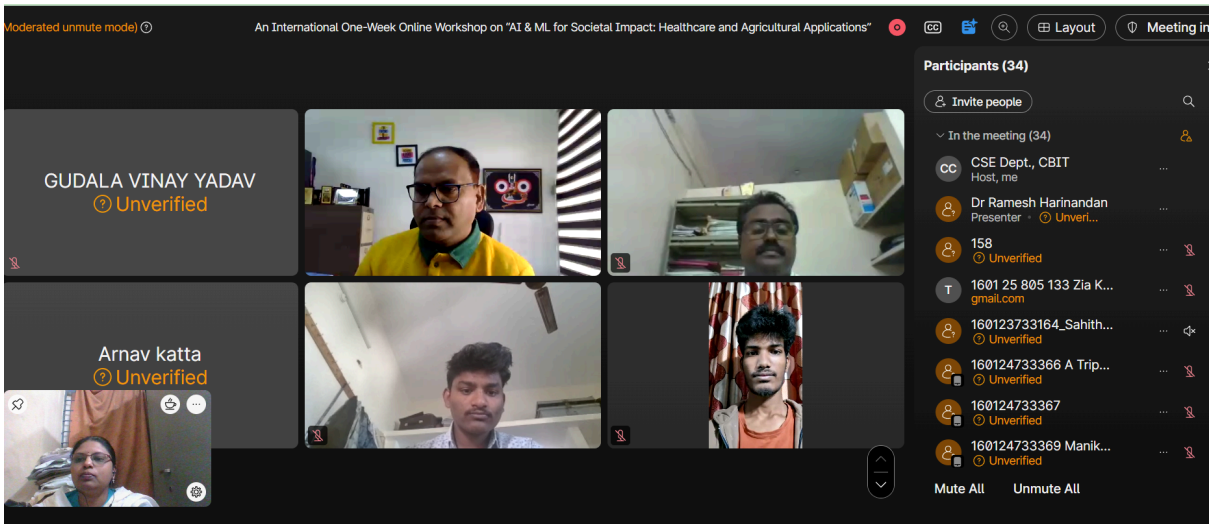 Moderated unmute mode)
An International One-Week Online Workshop on "AI & ML for Societal Impact: Healthcare and Agricultural Applications"
CC
Layout
Meeting in
Participants (34)
Invite people
In the meeting (34)
CC
CSE Dept., CBIT
Host, me
Dr Ramesh Harinandan
Presenter • Unveri...
158
Unverified
T
1601 25 805 133 Zia K...
gmail.com
160123733164_Sahith...
Unverified
160124733366 A Trip...
Unverified
160124733367
Unverified
160124733369 Manik...
Unverified
Mute All
Unmute All
GUDALA VINAY YADAV
Unverified
Arnav katta
Unverified